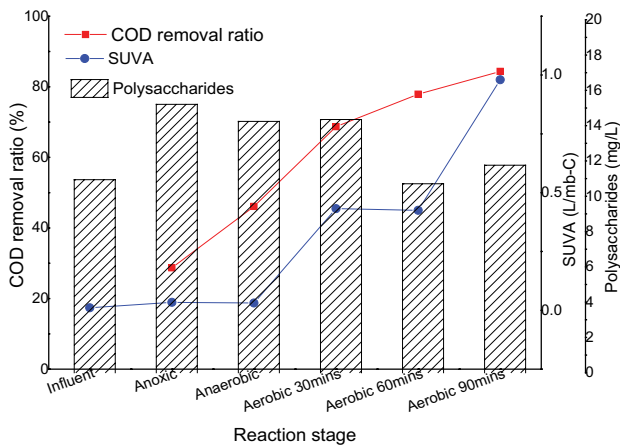 COD removal ratio
SUVA
Polysaccharides
COD removal ratio (%)
100
80
60
40
20
0
SUVA (L/mb-C)
1.0
0.5
0.0
Polysaccharides (mg/L)
20
18
16
14
12
10
8
6
4
2
0
Influent
Anoxic
Anaerobic
Aerobic 30mins
Aerobic 60mins
Aerobic 90mins
Reaction stage